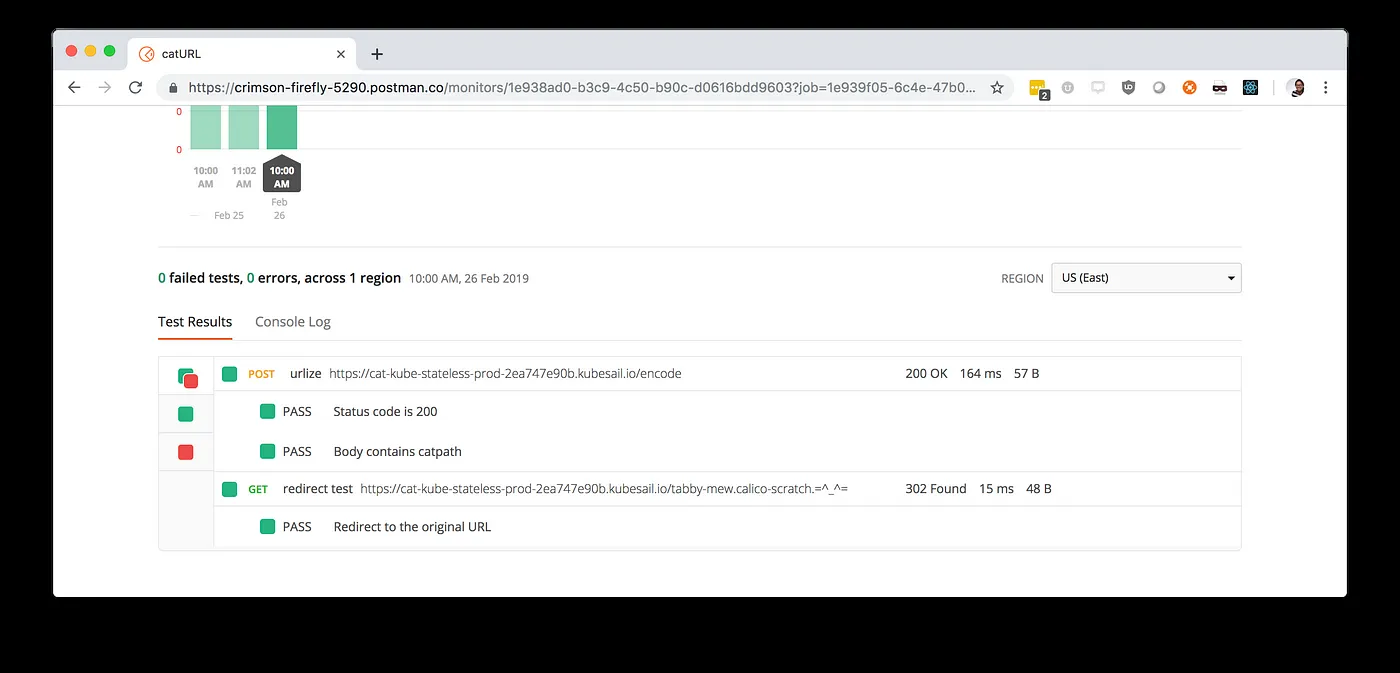 catURL
https://crimson-firefly-5290.postman.co/monitors/1e938ad0-b3c9-4c50-b90c-d0616bdd9603?job=1e939f05-6c4e-47b0...
2
0
0
10:00 AM 11:02 AM 10:00 AM
Feb 25 Feb 26
0 failed tests, 0 errors, across 1 region 10:00 AM, 26 Feb 2019 REGION US (East)
Test Results Console Log
POST urlize https://cat-kube-stateless-prod-2ea747e90b.kubesail.io/encode 200 OK 164 ms 57 B
PASS Status code is 200
PASS Body contains catpath
GET redirect test https://cat-kube-stateless-prod-2ea747e90b.kubesail.io/tabby-mew.calico-scratch.=^_^= 302 Found 15 ms 48 B
PASS Redirect to the original URL